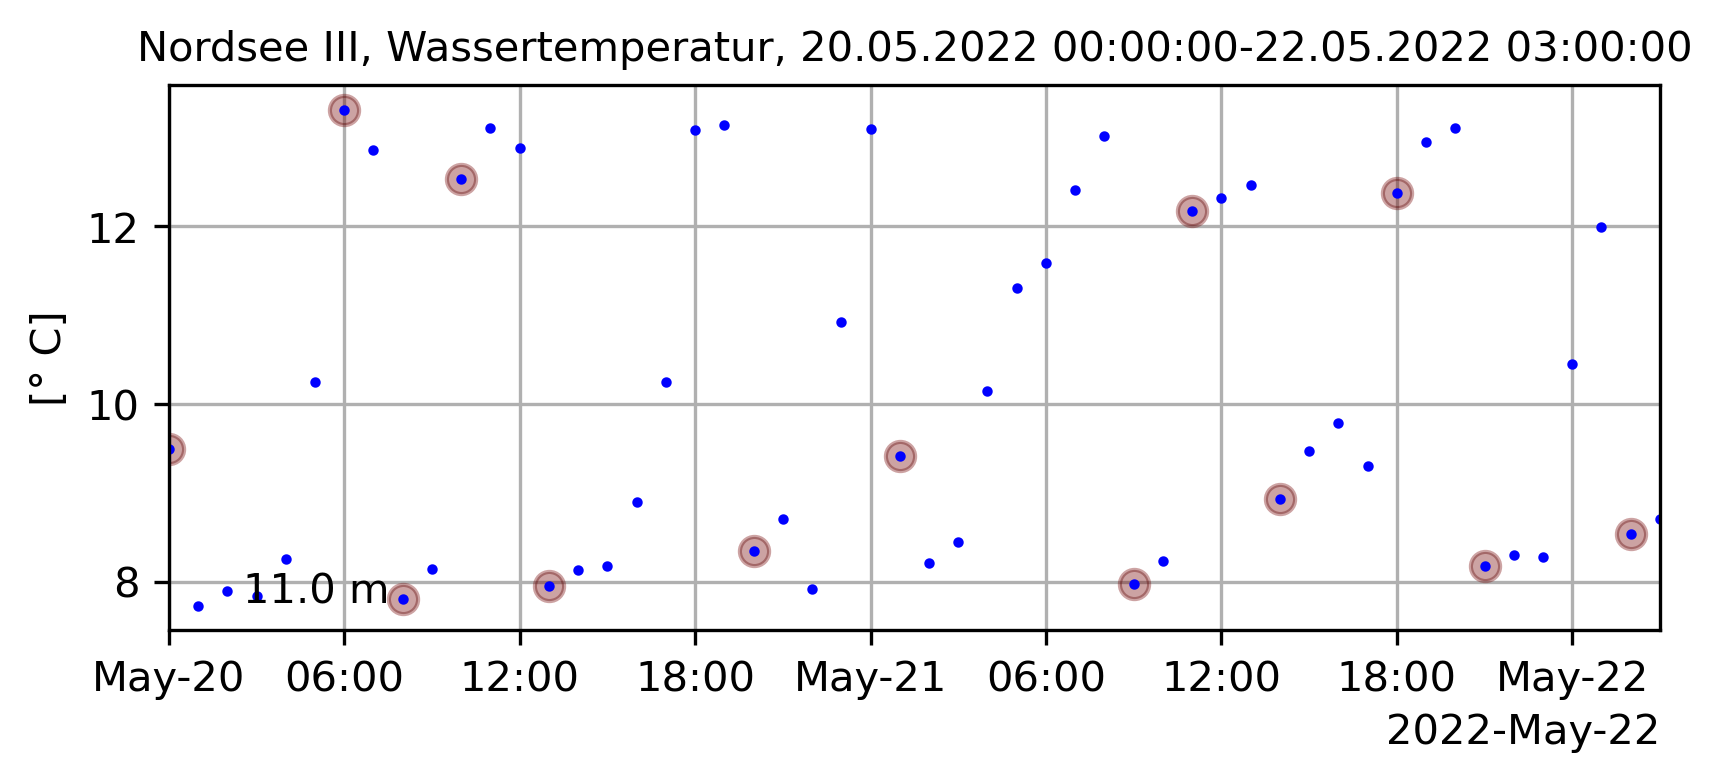 Nordsee III, Wassertemperatur, 20.05.2022 00:00:00-22.05.2022 03:00:00
[° C]
12
10
8
11.0 m
May-20 06:00 12:00 18:00 May-21 06:00 12:00 18:00 May-22
2022-May-22